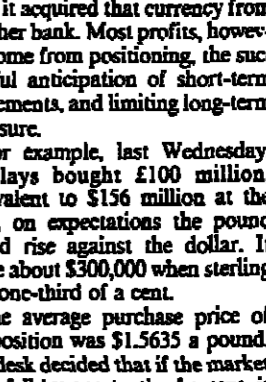 it acquired that currency from
her bank. Most profits, howev-
ome from positioning, the suc
ful anticipation of short-term
ements, and limiting long-term
sure.
or example, last Wednesday
lays bought £100 million
valent to $156 million at the
, on expectations the pound
d rise against the dollar. I
e about $300,000 when sterling
one-third of a cent.
e average purchase price of
position was $1.5635 a pound.
desk decided that if the market